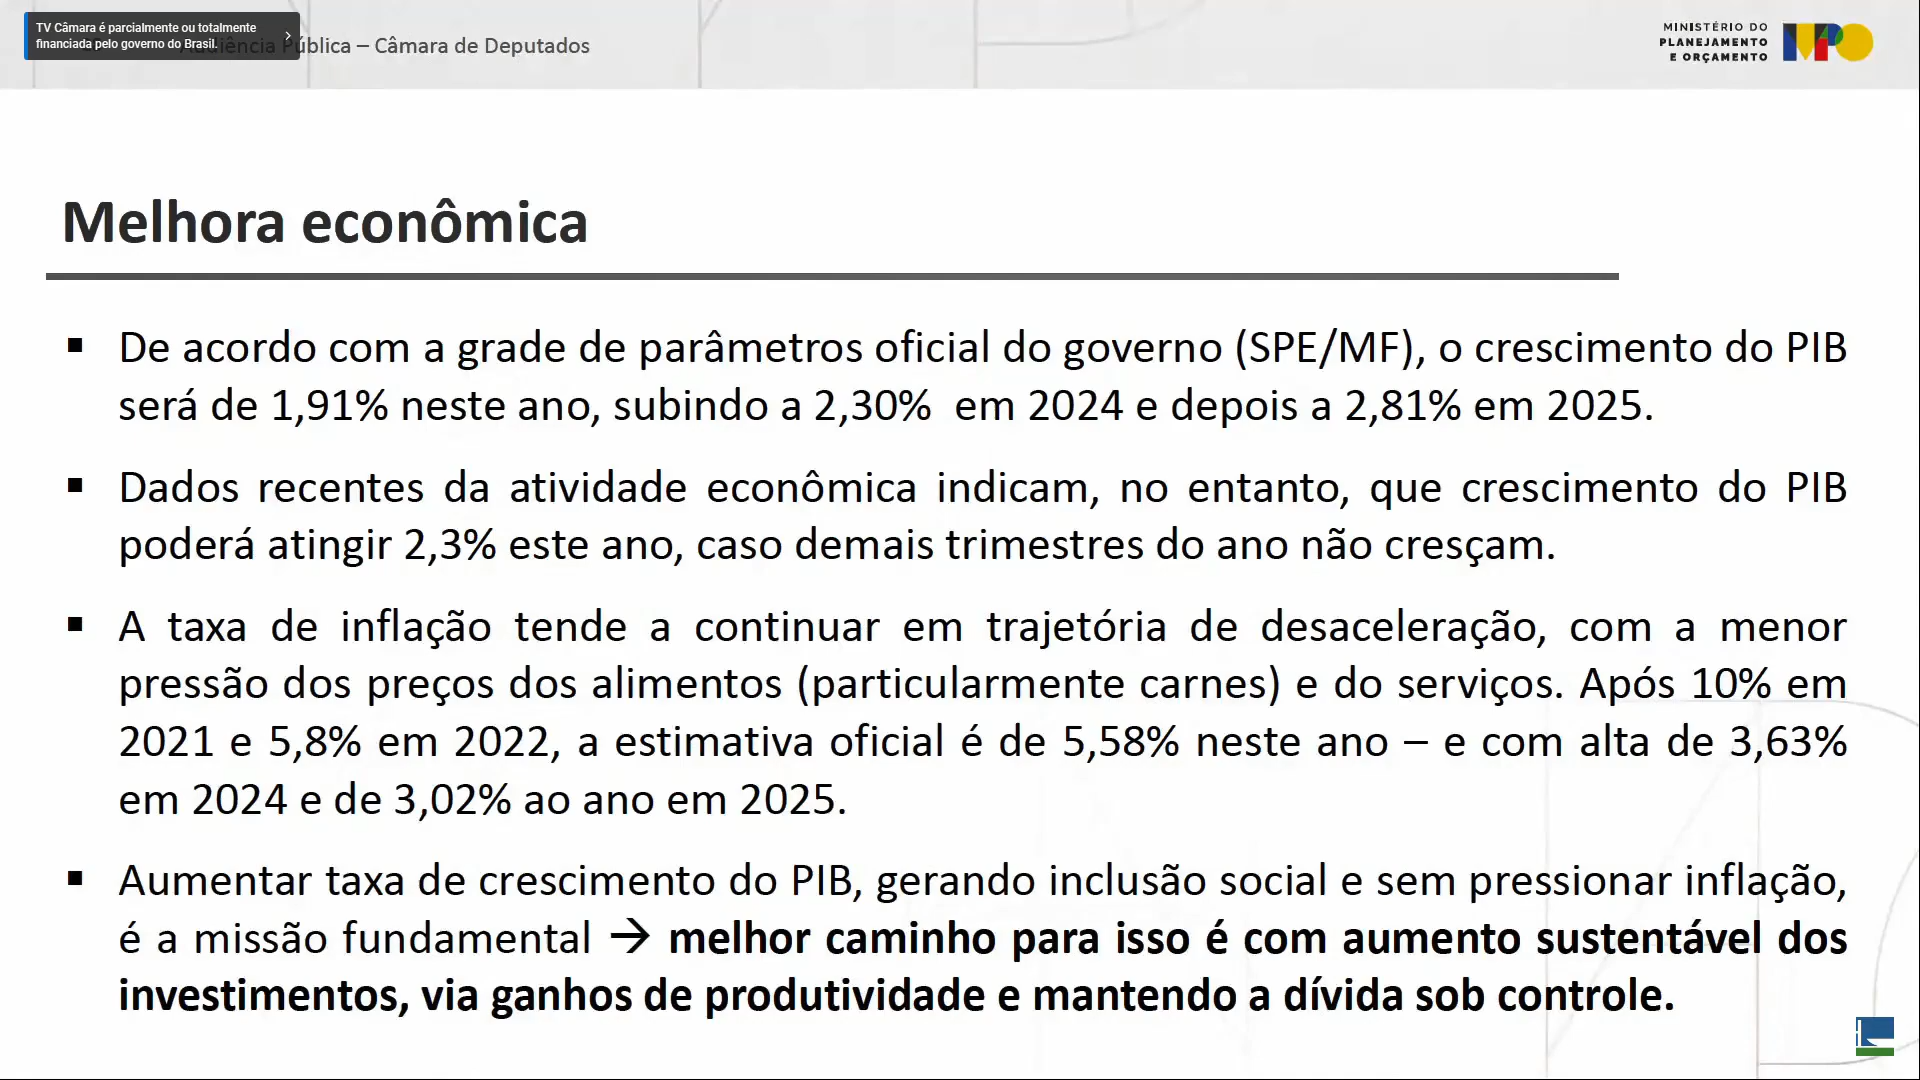 TV Câmara é parcialmente ou totalmente
financiada pelo governo do Brasil.
Audiência Pública – Câmara de Deputados
MINISTÉRIO DO
PLANEJAMENTO
E ORÇAMENTO
MPO
Melhora econômica
▪ De acordo com a grade de parâmetros oficial do governo (SPE/MF), o crescimento do PIB
será de 1,91% neste ano, subindo a 2,30% em 2024 e depois a 2,81% em 2025.
▪ Dados recentes da atividade econômica indicam, no entanto, que crescimento do PIB
poderá atingir 2,3% este ano, caso demais trimestres do ano não cresçam.
▪ A taxa de inflação tende a continuar em trajetória de desaceleração, com a menor
pressão dos preços dos alimentos (particularmente carnes) e do serviços. Após 10% em
2021 e 5,8% em 2022, a estimativa oficial é de 5,58% neste ano – e com alta de 3,63%
em 2024 e de 3,02% ao ano em 2025.
▪ Aumentar taxa de crescimento do PIB, gerando inclusão social e sem pressionar inflação,
é a missão fundamental → melhor caminho para isso é com aumento sustentável dos
investimentos, via ganhos de produtividade e mantendo a dívida sob controle.